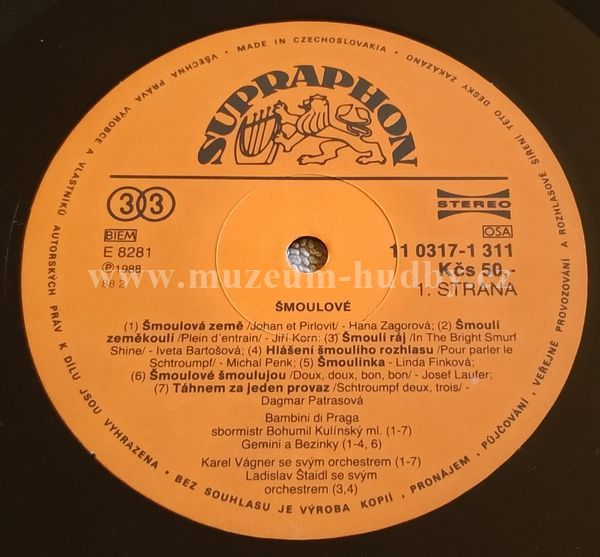 VŠECHNA PRÁVA VÝROBCE A VLASTNÍKŮ AUTORSKÝCH PRÁV K DÍLU JSOU VYHRAZENA • BEZ SOUHLASU JE VÝROBA KOPIÍ, PRONÁJEM, PŮJČOVÁNÍ, VEŘEJNÉ PROVOZOVÁNÍ A ROZHLASOVÉ ŠÍŘENÍ TÉTO DESKY ZAKÁZÁNO • MADE IN CZECHOSLOVAKIA •
SUPRAPHON
33
STEREO
BIEM
OSA
E 8281
11 0317-1 311
Ⓟ1988
Kčs 50,
88 2
1. STRANA
www.muzeum-hudby.cz
ŠMOULOVÉ
(1) Šmoulová země /Johan et Pirlovit/ - Hana Zagorová; (2) Šmoulí
zeměkoulí /Plein d'entrain/ - Jiří Korn; (3) Šmoulí ráj /In The Bright Smurf
Shine/ - Iveta Bartošová; (4) Hlášení šmoulího rozhlasu /Pour parler le
Schtroumpf/ - Michal Penk; (5) Šmoulinka - Linda Finková;
(6) Šmoulové šmoulujou /Doux, doux, bon, bon/ - Josef Laufer;
(7) Táhnem za jeden provaz /Schtroumpf deux, trois/ -
Dagmar Patrasová
Bambini di Praga
sbormistr Bohumil Kulínský ml. (1-7)
Gemini a Bezinky (1-4, 6)
Karel Vágner se svým orchestrem (1-7)
Ladislav Štaidl se svým
orchestrem (3,4)